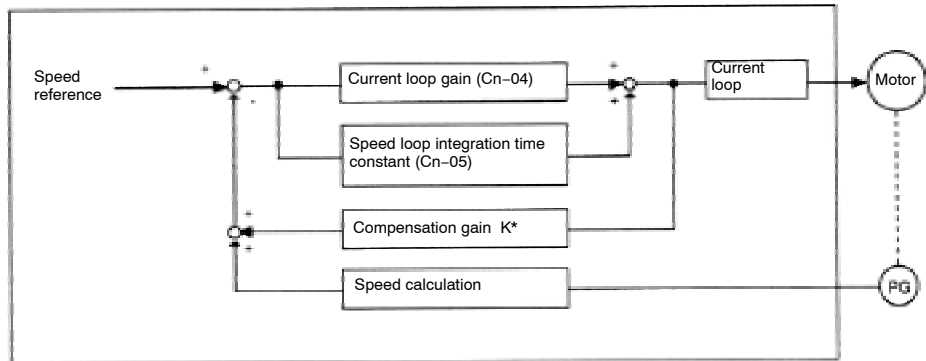 +
Speed
reference
-
Current loop gain (Cn−04)
+
+
Current
loop
Motor
Speed loop integration time
constant (Cn−05)
+
+
Compensation gain K*
Speed calculation
PG